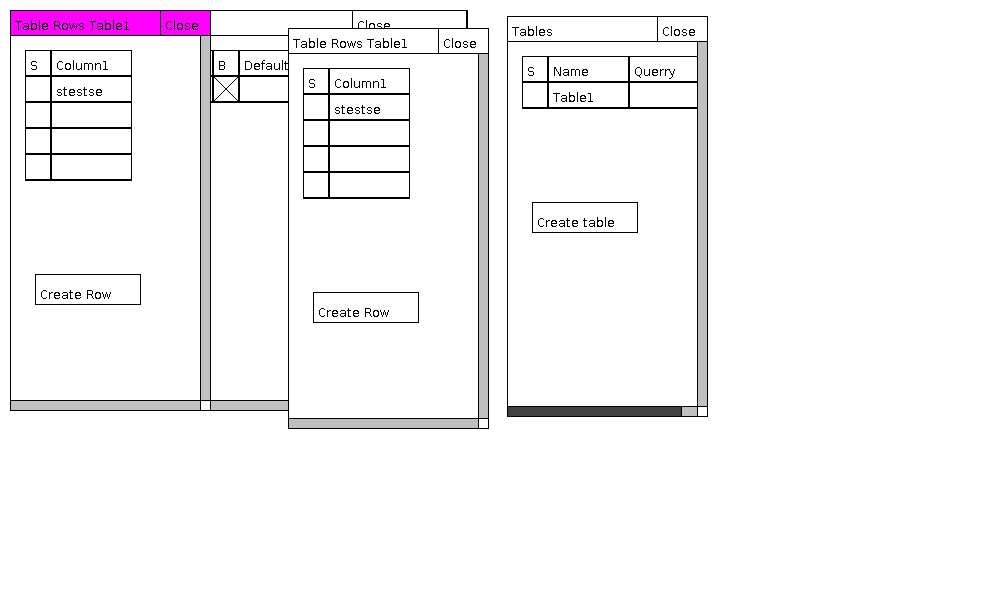 Table Rows Table1 Close
S Column1
stestse
Create Row
Close
B Default
Table Rows Table1 Close
S Column1
stestse
Create Row
Tables Close
S Name Querry
Table1
Create table